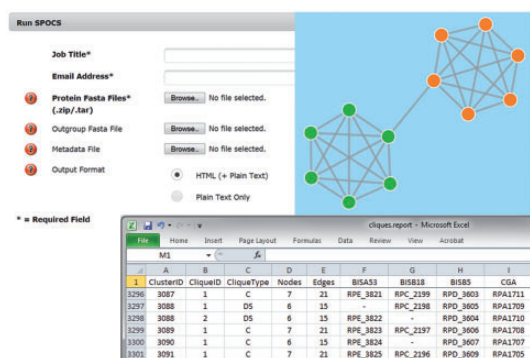 Run SPOCS
Job Title*
Email Address*
Protein Fasta Files* Browse.. No file selected.
(.zip/.tar)
Outgroup Fasta File Browse.. No file selected.
Metadata File Browse.. No file selected.
Output Format HTML (+ Plain Text)
Plain Text Only
* = Required Field
cliques.report - Microsoft Excel
File Home Insert Page Layout Formulas Data Review View Acrobat
M1 fx
A B C D E F G H I
1 ClusterID CliqueID CliqueType Nodes Edges BISA53 BISB18 BISB5 CGA
3296 3087 1 C 7 21 RPE_3821 RPC_2199 RPD_3603 RPA1707
3297 3088 1 DS 6 15 - RPC_2198 RPD_3605 RPA1709
3298 3088 2 DS 6 15 RPE_3822 - RPD_3604 RPA1710
3299 3089 1 C 7 21 RPE_3823 RPC_2197 RPD_3606 RPA1708
3300 3090 1 C 6 15 RPE_3824 - RPD_3607 RPA1707
3301 3091 1 C 7 21 RPE_3825 RPC_2196 RPD_3609 RPA1705